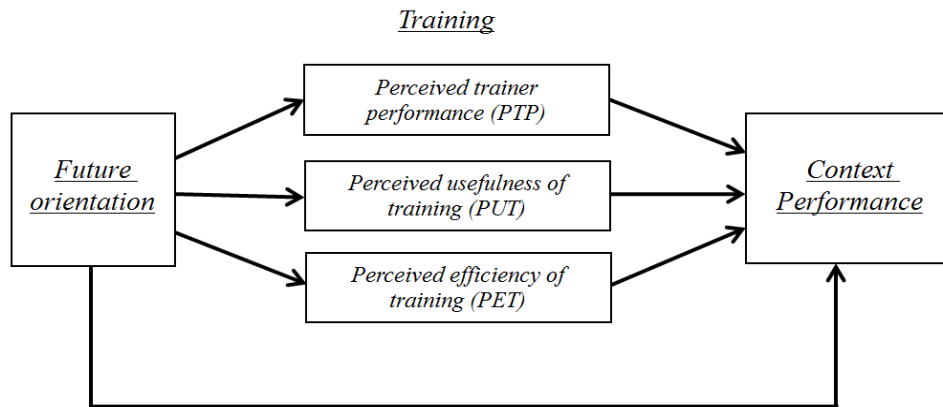 Training
Perceived trainer
performance (PTP)
Future
orientation
Perceived usefulness of
training (PUT)
Context
Performance
Perceived efficiency of
training (PET)